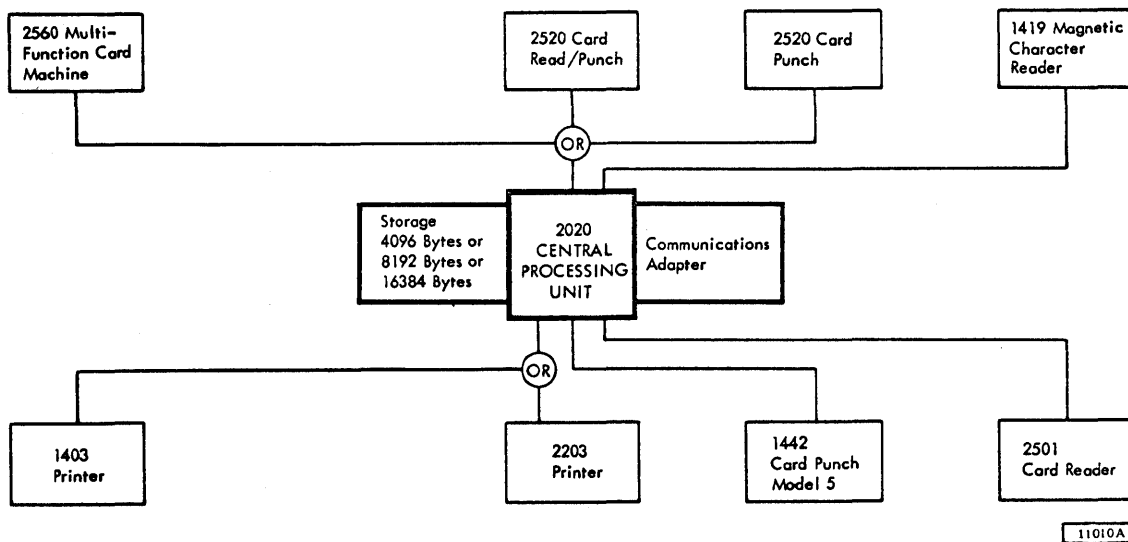 2560 Multi-
Function Card
Machine
2520 Card
Read/Punch
2520 Card
Punch
1419 Magnetic
Character
Reader
OR
Storage
4096 Bytes or
8192 Bytes or
16384 Bytes
2020
CENTRAL
PROCESSING
UNIT
Communications
Adapter
OR
1403
Printer
2203
Printer
1442
Card Punch
Model 5
2501
Card Reader
11010A